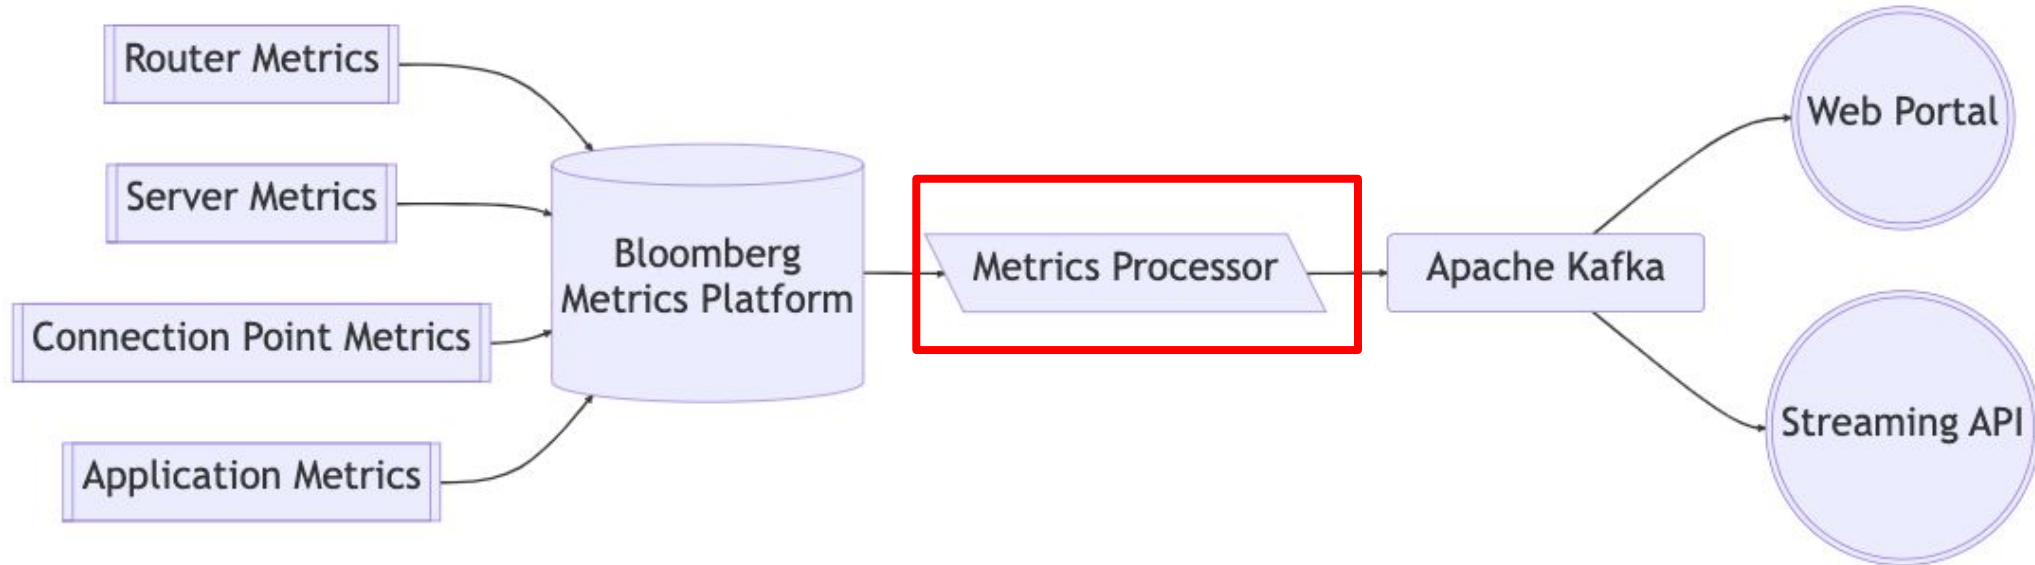 Router Metrics
Server Metrics
Connection Point Metrics
Application Metrics
Bloomberg
Metrics Platform
Metrics Processor
Apache Kafka
Web Portal
Streaming API